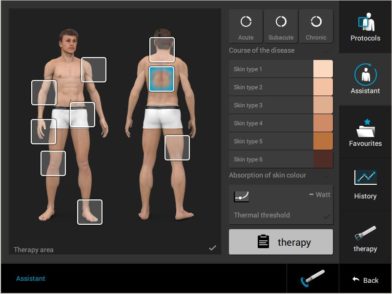 Acute
Subacute
Chronic
Course of the disease
Skin type 1
Skin type 2
Skin type 3
Skin type 4
Skin type 5
Skin type 6
Absorption of skin colour
– Watt
Thermal threshold
therapy
Therapy area
Protocols
Assistant
Favourites
History
therapy
Assistant
Back